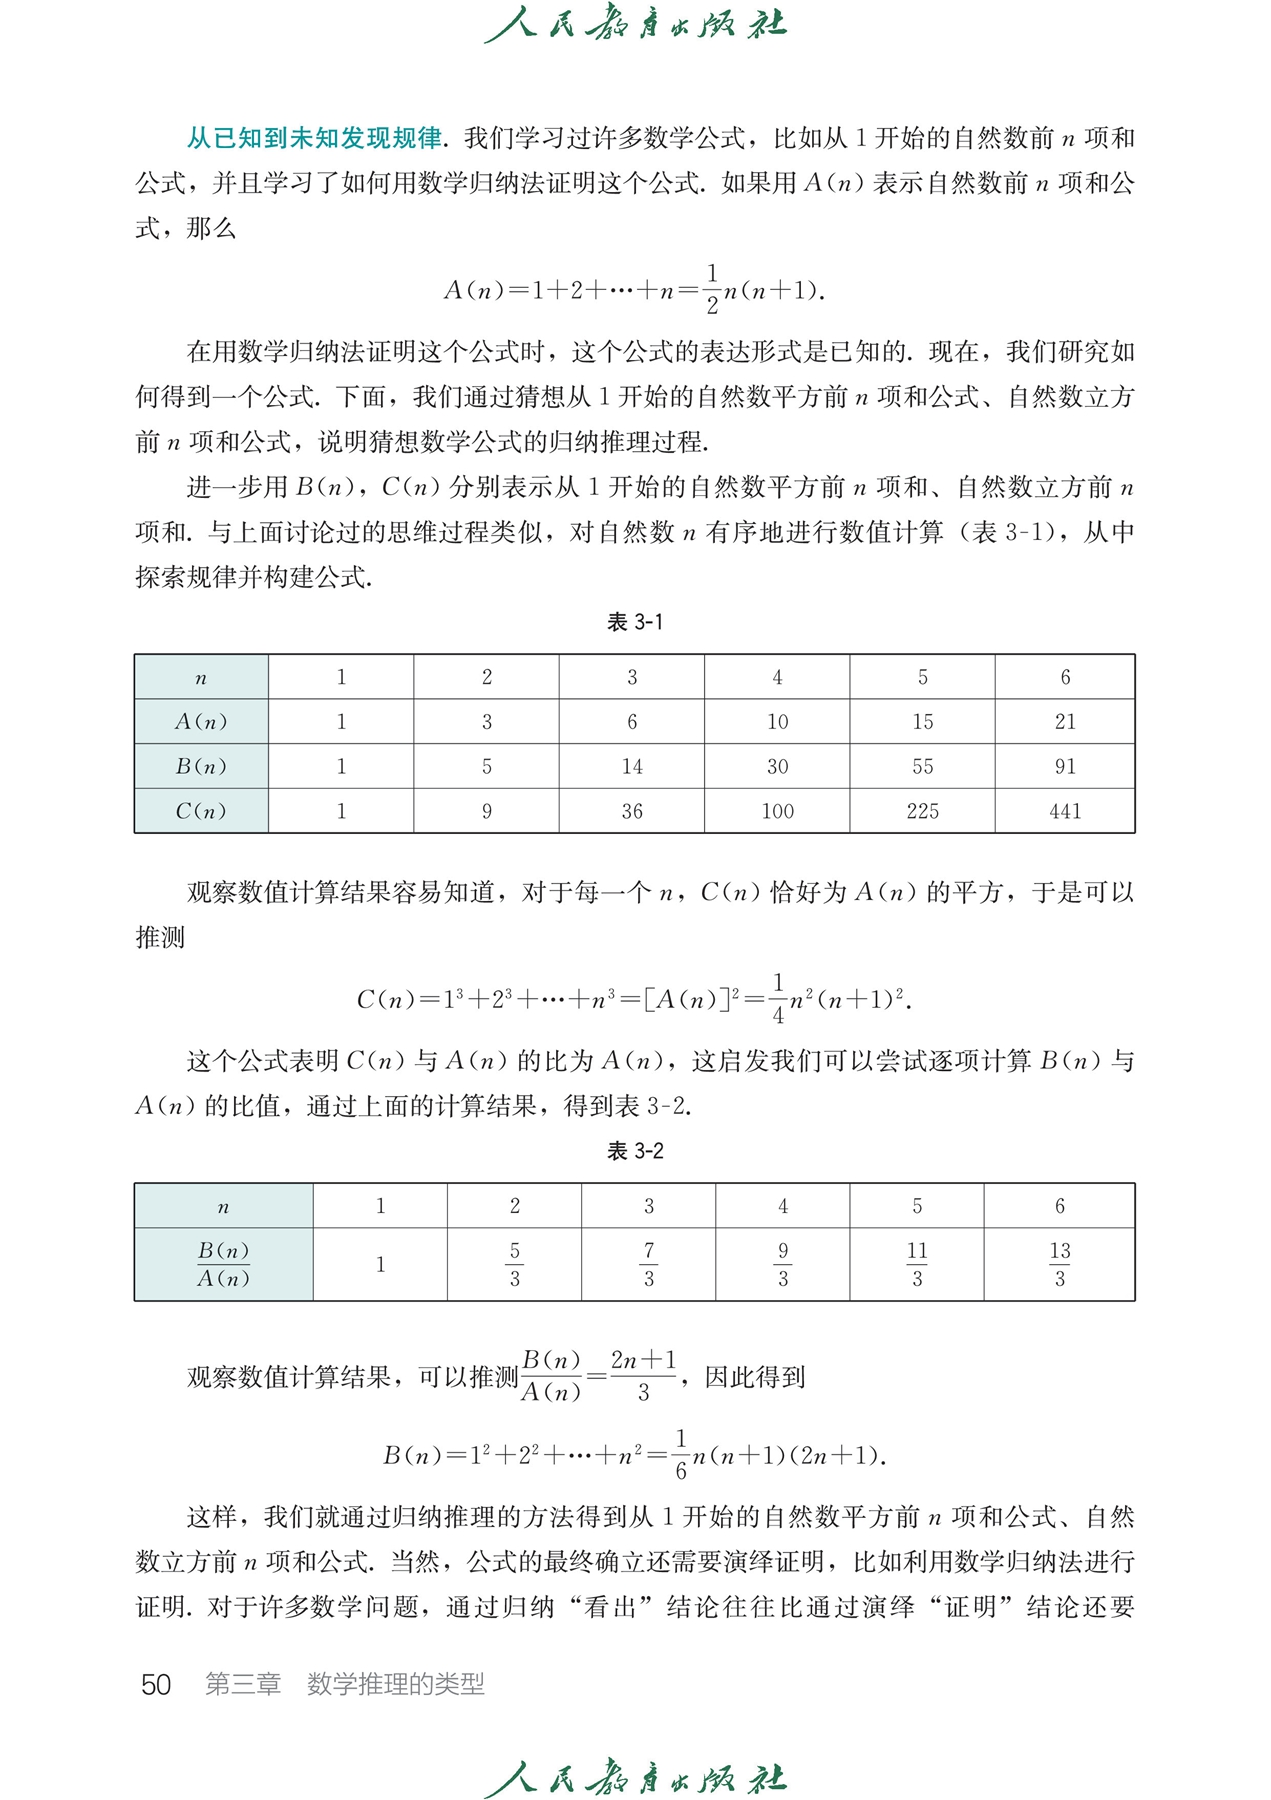 人民教育出版社
从已知到未知发现规律. 我们学习过许多数学公式，比如从 1 开始的自然数前 n 项和
公式，并且学习了如何用数学归纳法证明这个公式. 如果用 A(n) 表示自然数前 n 项和公
式，那么
A(n)=1+2+⋯+n=\frac{1}{2}n(n+1).
在用数学归纳法证明这个公式时，这个公式的表达形式是已知的. 现在，我们研究如
何得到一个公式. 下面，我们通过猜想从 1 开始的自然数平方前 n 项和公式、自然数立方
前 n 项和公式，说明猜想数学公式的归纳推理过程.
进一步用 B(n)，C(n) 分别表示从 1 开始的自然数平方前 n 项和、自然数立方前 n
项和. 与上面讨论过的思维过程类似，对自然数 n 有序地进行数值计算（表 3-1），从中
探索规律并构建公式.
表 3-1
n 1 2 3 4 5 6
A(n) 1 3 6 10 15 21
B(n) 1 5 14 30 55 91
C(n) 1 9 36 100 225 441
观察数值计算结果容易知道，对于每一个 n，C(n) 恰好为 A(n) 的平方，于是可以
推测
C(n)=1³+2³+⋯+n³=[A(n)]²=\frac{1}{4}n²(n+1)².
这个公式表明 C(n) 与 A(n) 的比为 A(n)，这启发我们可以尝试逐项计算 B(n) 与
A(n) 的比值，通过上面的计算结果，得到表 3-2.
表 3-2
n 1 2 3 4 5 6
\frac{B(n)}{A(n)} 1 \frac{5}{3} \frac{7}{3} \frac{9}{3} \frac{11}{3} \frac{13}{3}
观察数值计算结果，可以推测\frac{B(n)}{A(n)}=\frac{2n+1}{3}，因此得到
B(n)=1²+2²+⋯+n²=\frac{1}{6}n(n+1)(2n+1).
这样，我们就通过归纳推理的方法得到从 1 开始的自然数平方前 n 项和公式、自然
数立方前 n 项和公式. 当然，公式的最终确立还需要演绎证明，比如利用数学归纳法进行
证明. 对于许多数学问题，通过归纳“看出”结论往往比通过演绎“证明”结论还要
50 第三章 数学推理的类型
人民教育出版社